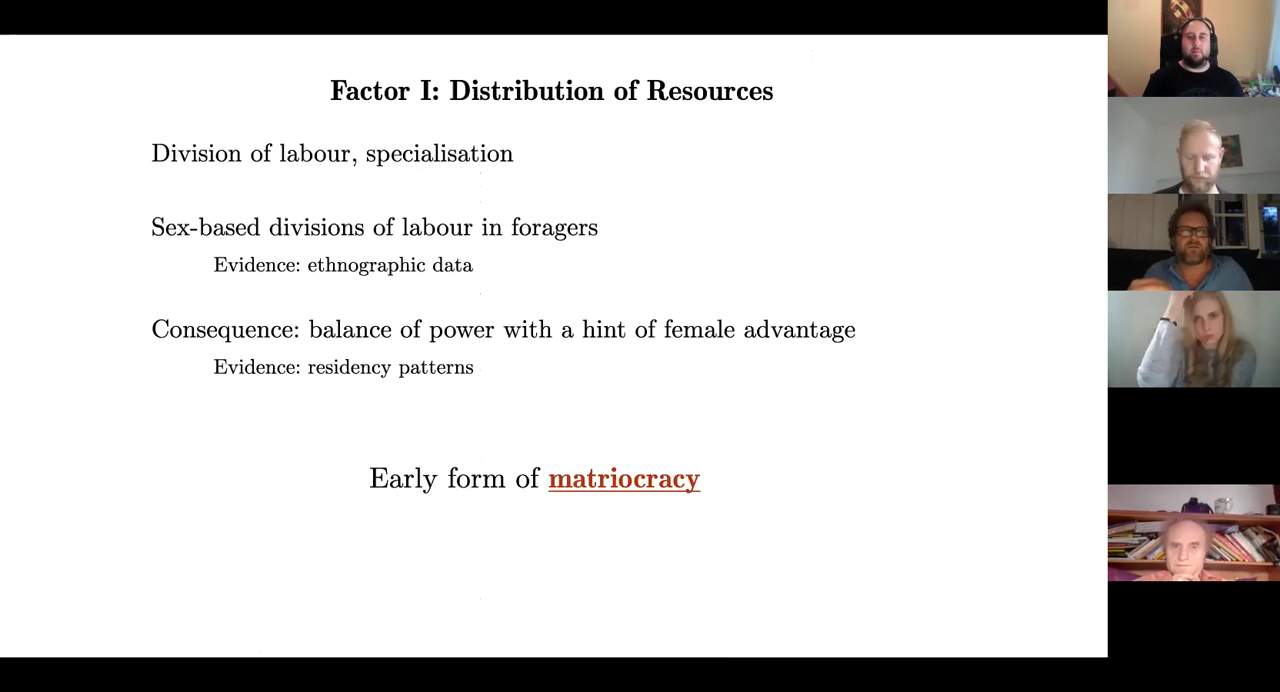 Factor I: Distribution of Resources
Division of labour, specialisation
Sex-based divisions of labour in foragers
Evidence: ethnographic data
Consequence: balance of power with a hint of female advantage
Evidence: residency patterns
Early form of matriocracy